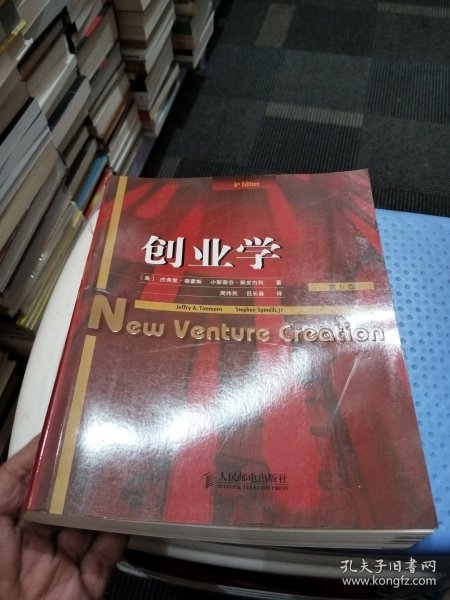 6th Edition
创业学
[美] 杰弗里·蒂蒙斯 小斯蒂芬·斯皮内利 著
周伟民 吕长春 译
第6版
Jeffry A. Timmons Stephen Spinelli, Jr.
New Venture Creation
人民邮电出版社
POSTS & TELECOM PRESS
孔夫子旧书网
www.kongfz.com